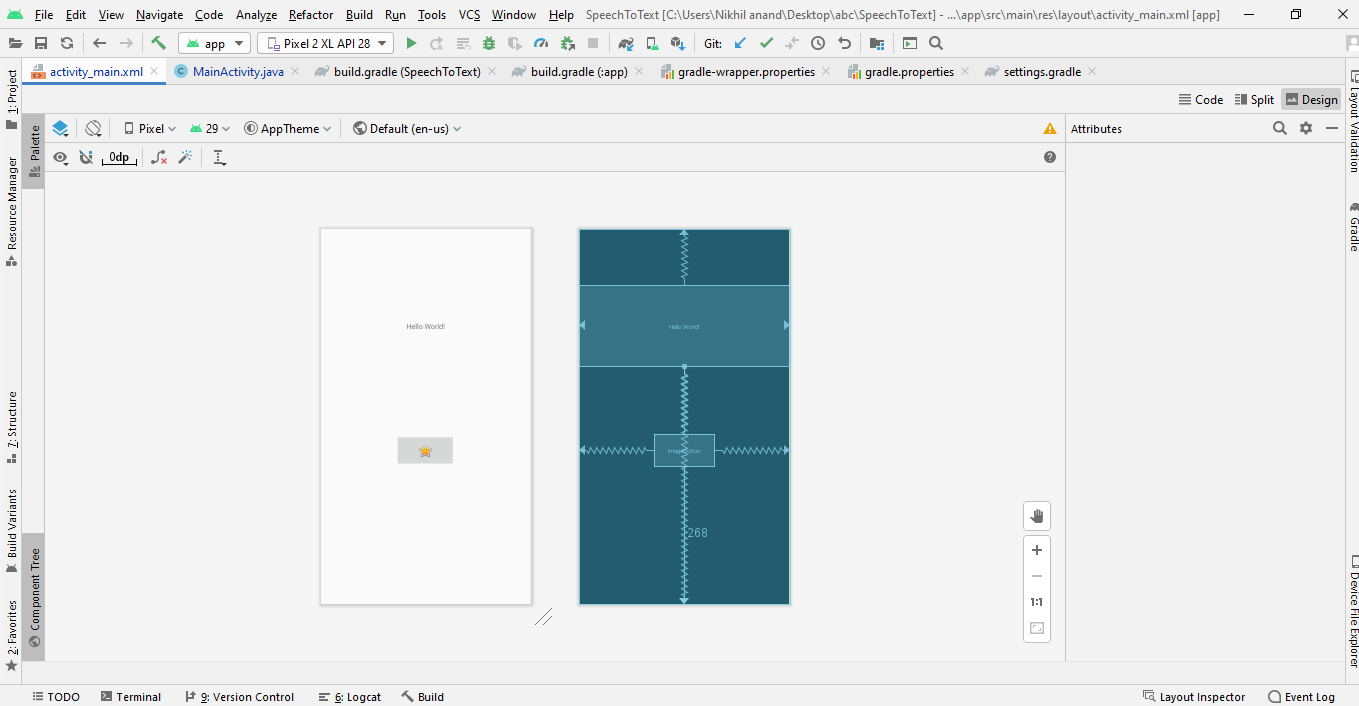 File Edit View Navigate Code Analyze Refactor Build Run Tools VCS Window Help SpeechToText [C:\Users\Nikhil anand\Desktop\abc\SpeechToText] - ...\app\src\main\res\layout\activity_main.xml [app]
app Pixel 2 XL API 28 Git:
activity_main.xml MainActivity.java build.gradle (SpeechToText) build.gradle (:app) gradle-wrapper.properties gradle.properties settings.gradle
Code Split Design
Pixel 29 AppTheme Default (en-us) Attributes
0dp
1: Project
Resource Manager
7: Structure
Build Variants
2: Favorites
Palette
Component Tree
Hello World!
Hello World!
ImageButton
268
1:1
Layout Validation
Gradle
Device File Explorer
TODO Terminal 9: Version Control 6: Logcat Build Layout Inspector Event Log